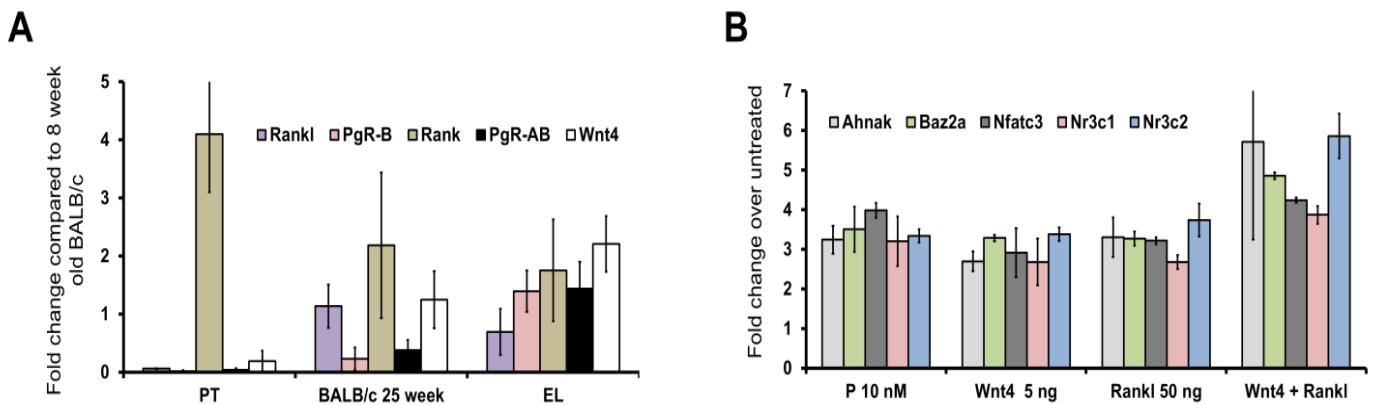 A
Fold change compared to 8 week
old BALB/c
5
4
3
2
1
0
Rankl
PgR-B
Rank
PgR-AB
Wnt4
PT
BALB/c 25 week
EL
B
Fold change over untreated
7
6
5
4
3
2
1
0
Ahnak
Baz2a
Nfatc3
Nr3c1
Nr3c2
P 10 nM
Wnt4 5 ng
Rankl 50 ng
Wnt4 + Rankl